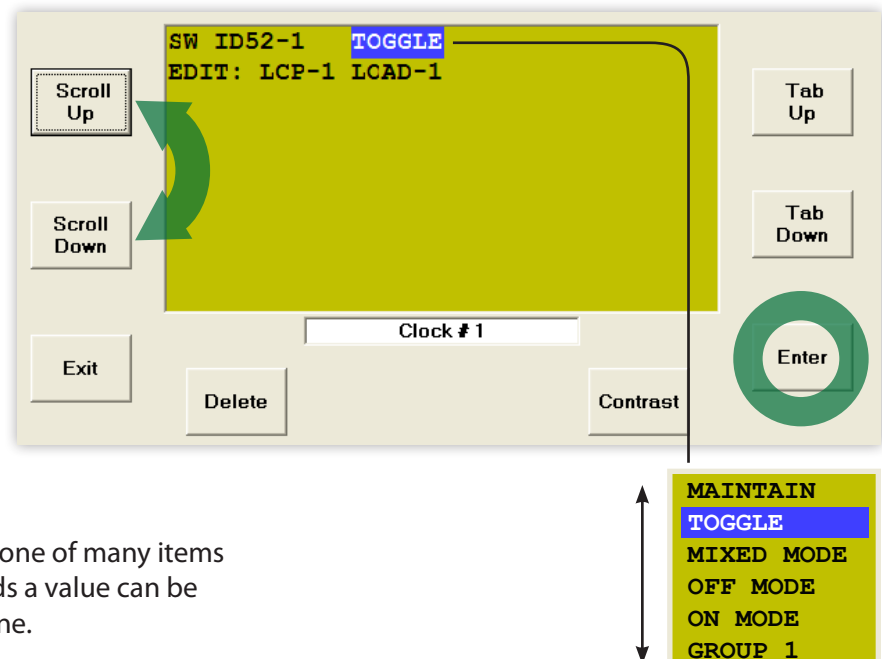 SW ID52-1 TOGGLE
EDIT: LCP-1 LCAD-1
Scroll
Up
Tab
Up
Scroll
Down
Tab
Down
Clock # 1
Exit
Enter
Delete
Contrast
MAINTAIN
TOGGLE
MIXED MODE
OFF MODE
ON MODE
GROUP 1
one of many items
ds a value can be
ne.